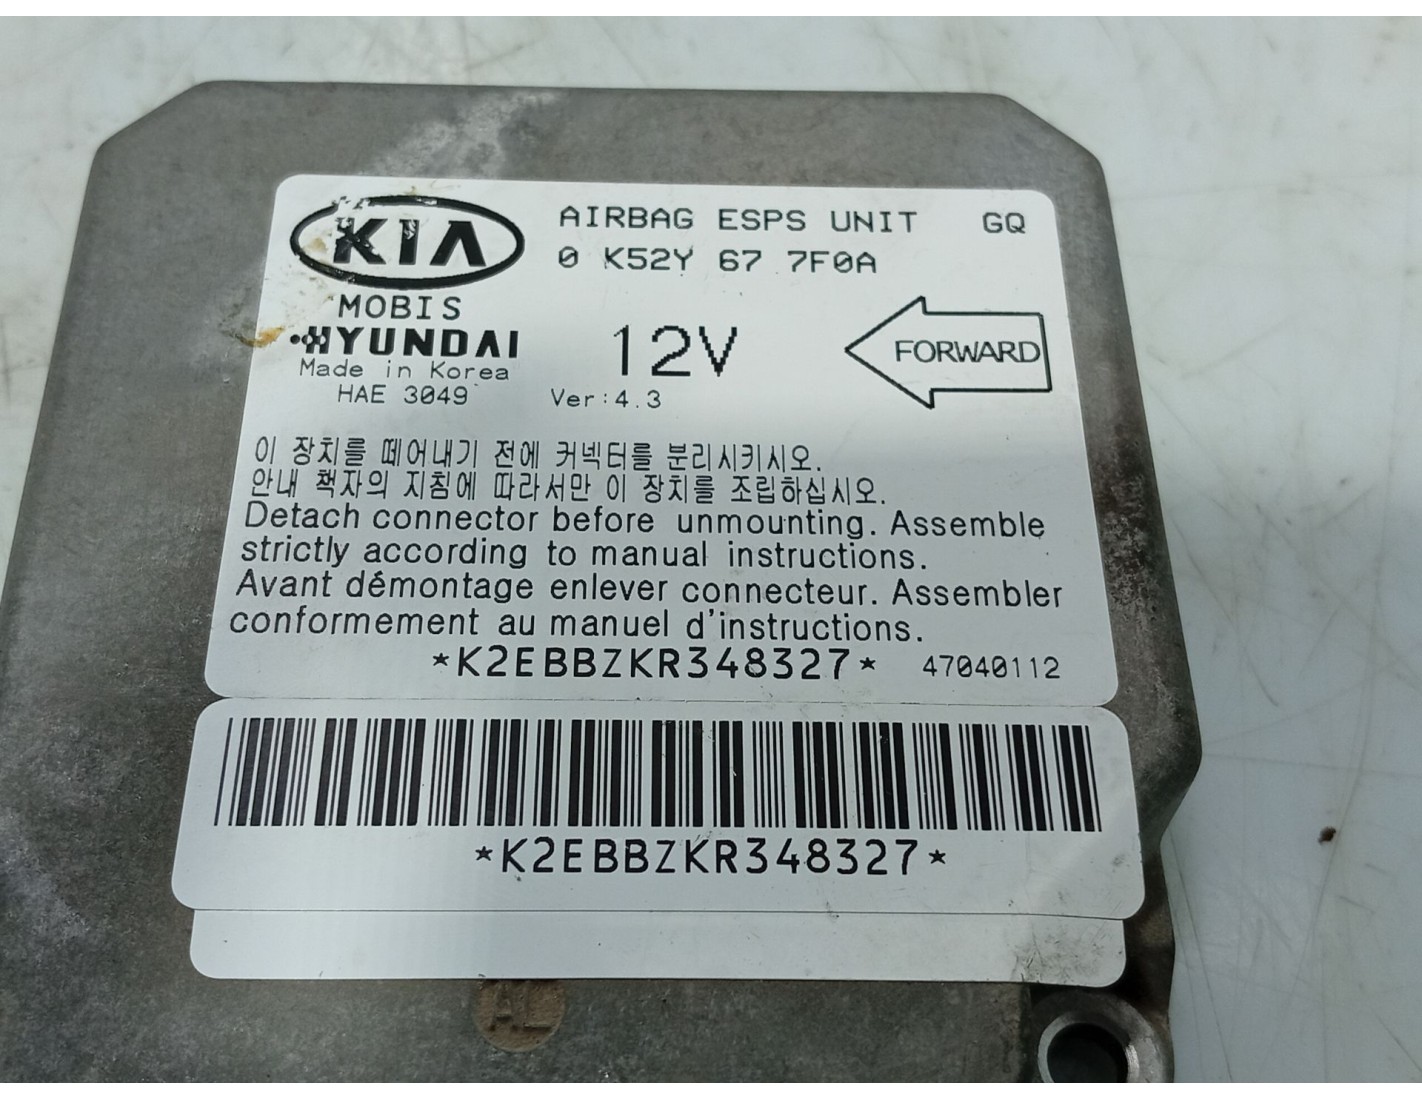 KIA
AIRBAG ESPS UNIT GQ
0 K52Y 67 7F0A
MOBIS
HYUNDAI
12V
FORWARD
Made in Korea
HAE 3049
Ver:4.3
이 장치를 떼어내기 전에 커넥터를 분리시키시오.
안내 책자의 지침에 따라서만 이 장치를 조립하십시오.
Detach connector before unmounting. Assemble
strictly according to manual instructions.
Avant démontage enlever connecteur. Assembler
conformement au manuel d'instructions.
*K2EBBZKR348327* 47040112
*K2EBBZKR348327*
AL